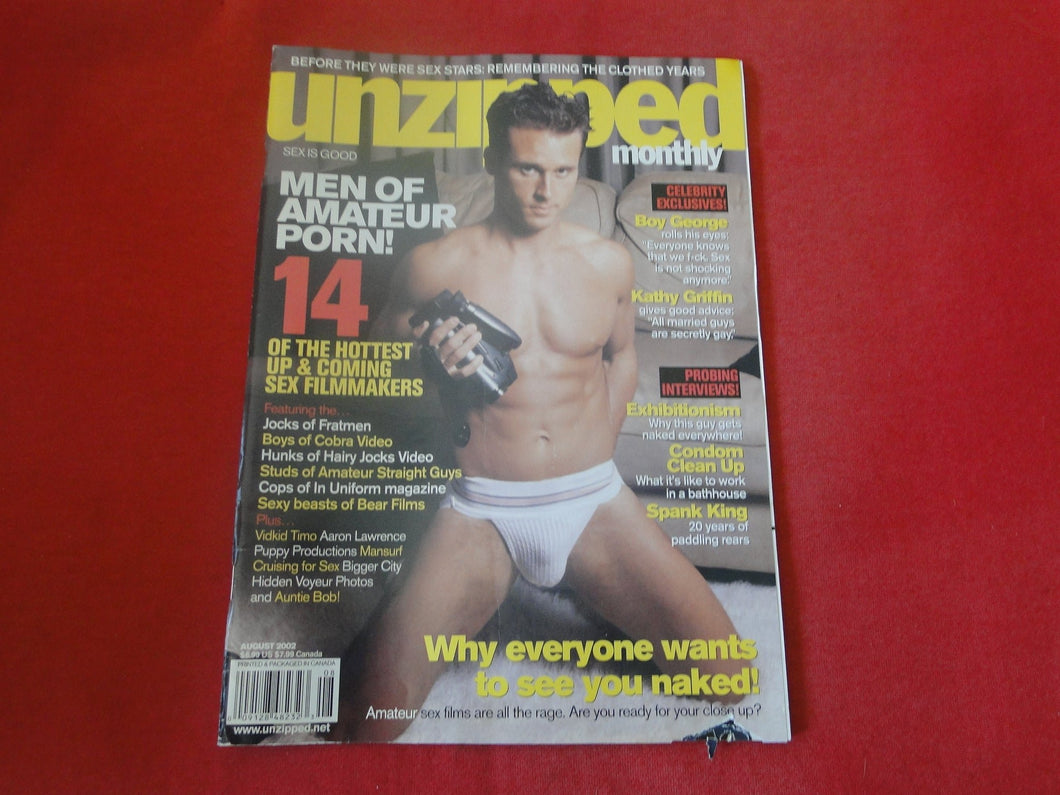 BEFORE THEY WERE SEX STARS: REMEMBERING THE CLOTHED YEARS
unzipped
monthly
SEX IS GOOD
MEN OF
AMATEUR
PORN!
14
OF THE HOTTEST
UP & COMING
SEX FILMMAKERS
Featuring the...
Jocks of Fratmen
Boys of Cobra Video
Hunks of Hairy Jocks Video
Studs of Amateur Straight Guys
Cops of In Uniform magazine
Sexy beasts of Bear Films
Plus...
Vidkid Timo Aaron Lawrence
Puppy Productions Mansurf
Cruising for Sex Bigger City
Hidden Voyeur Photos
and Auntie Bob!
CELEBRITY
EXCLUSIVES!
Boy George
rolls his eyes:
"Everyone knows
that we f*ck. Sex
is not shocking
anymore."
Kathy Griffin
gives good advice:
"All married guys
are secretly gay."
PROBING
INTERVIEWS!
Exhibitionism
Why this guy gets
naked everywhere!
Condom
Clean Up
What it's like to work
in a bathhouse
Spank King
20 years of
paddling rears
Why everyone wants
to see you naked!
Amateur sex films are all the rage. Are you ready for your close up?
AUGUST 2002
$6.99 US $7.99 Canada
PRINTED & PACKAGED IN CANADA
08
0 09128 48232 3
www.unzipped.net